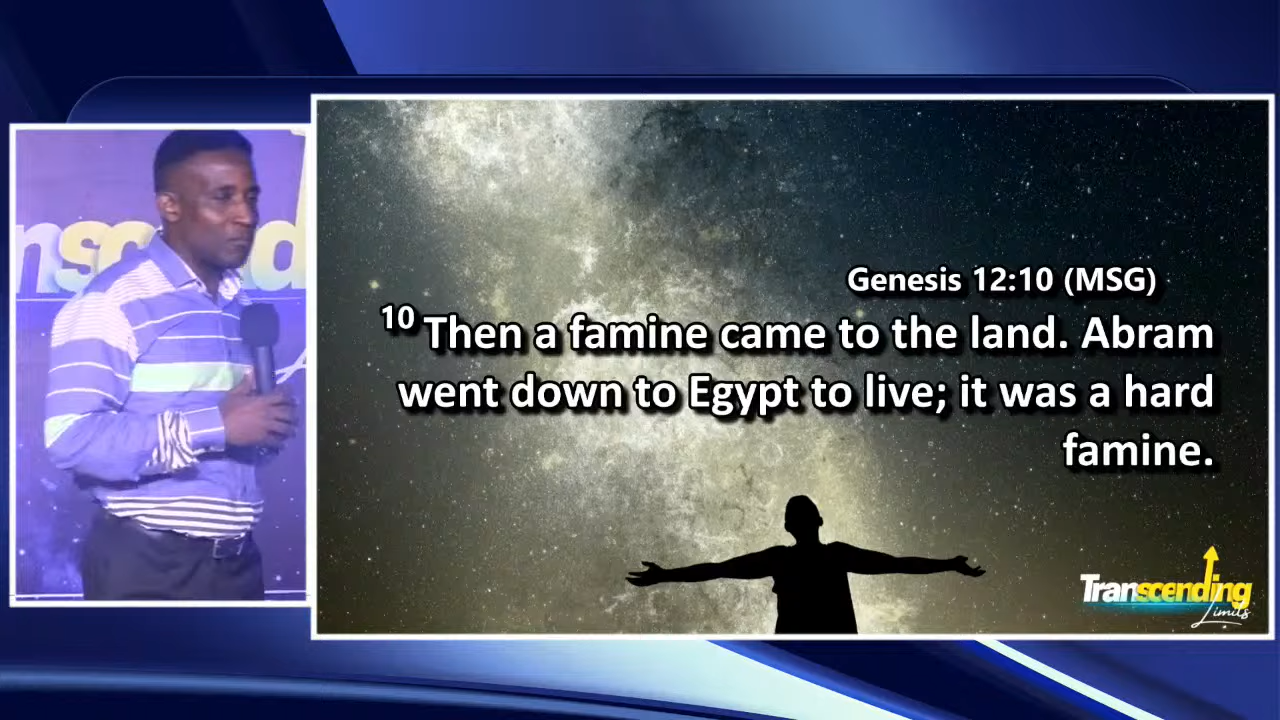 nscend
Genesis 12:10 (MSG)
10 Then a famine came to the land. Abram
went down to Egypt to live; it was a hard
famine.
Transcending
Limits